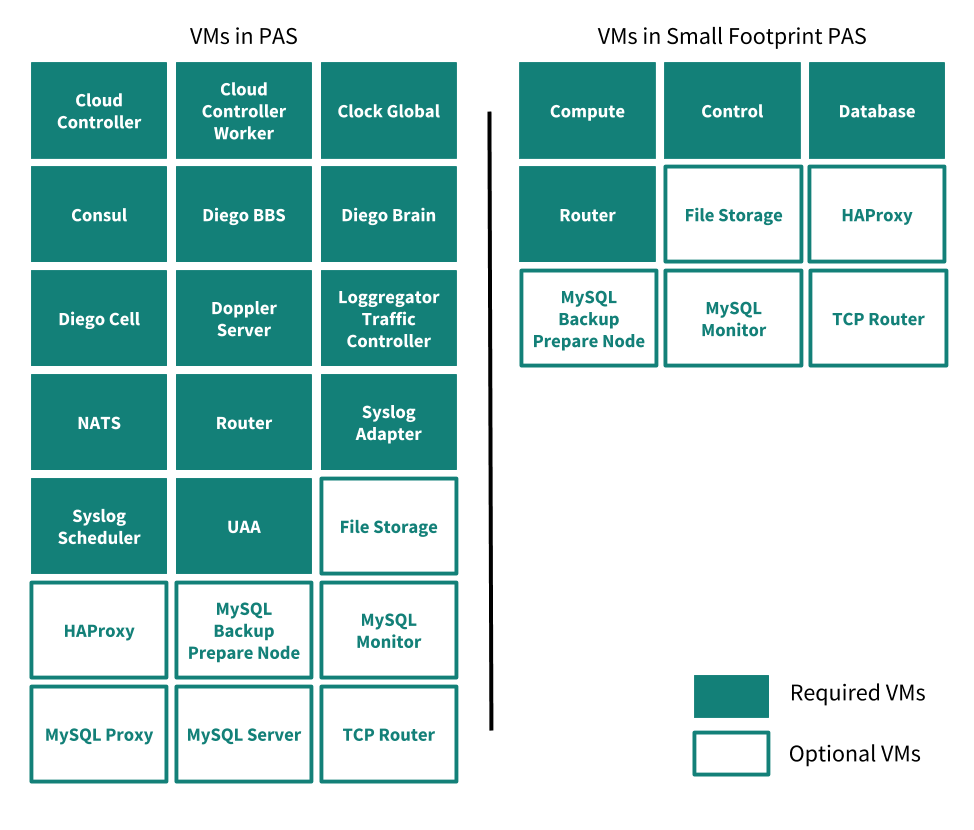 VMs in PAS
Cloud
Controller
Cloud
Controller
Worker
Clock Global
Consul
Diego BBS
Diego Brain
Diego Cell
Doppler
Server
Loggregator
Traffic
Controller
NATS
Router
Syslog
Adapter
Syslog
Scheduler
UAA
File Storage
HAProxy
MySQL
Backup
Prepare Node
MySQL
Monitor
MySQL Proxy
MySQL Server
TCP Router
VMs in Small Footprint PAS
Compute
Control
Database
Router
File Storage
HAProxy
MySQL
Backup
Prepare Node
MySQL
Monitor
TCP Router
Required VMs
Optional VMs